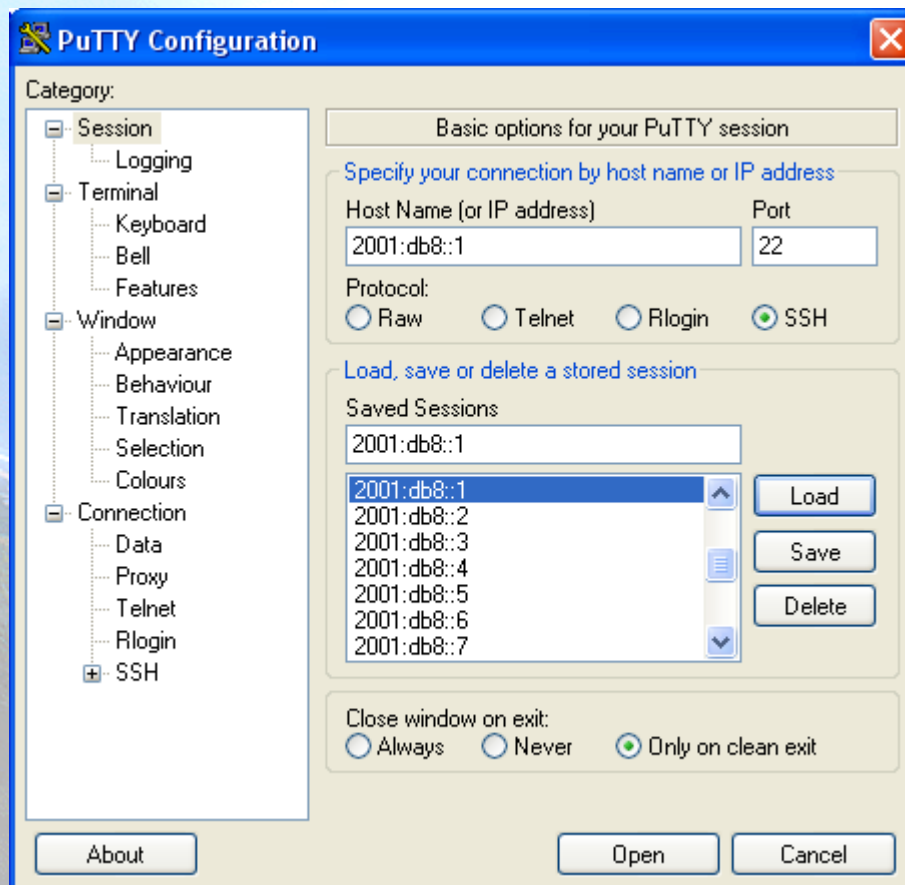 PuTTY Configuration
Category:
Session
Logging
Terminal
Keyboard
Bell
Features
Window
Appearance
Behaviour
Translation
Selection
Colours
Connection
Data
Proxy
Telnet
Rlogin
SSH
Basic options for your PuTTY session
Specify your connection by host name or IP address
Host Name (or IP address) Port
2001:db8::1 22
Protocol:
Raw Telnet Rlogin SSH
Load, save or delete a stored session
Saved Sessions
2001:db8::1
2001:db8::1
2001:db8::2
2001:db8::3
2001:db8::4
2001:db8::5
2001:db8::6
2001:db8::7
Load
Save
Delete
Close window on exit:
Always Never Only on clean exit
About Open Cancel